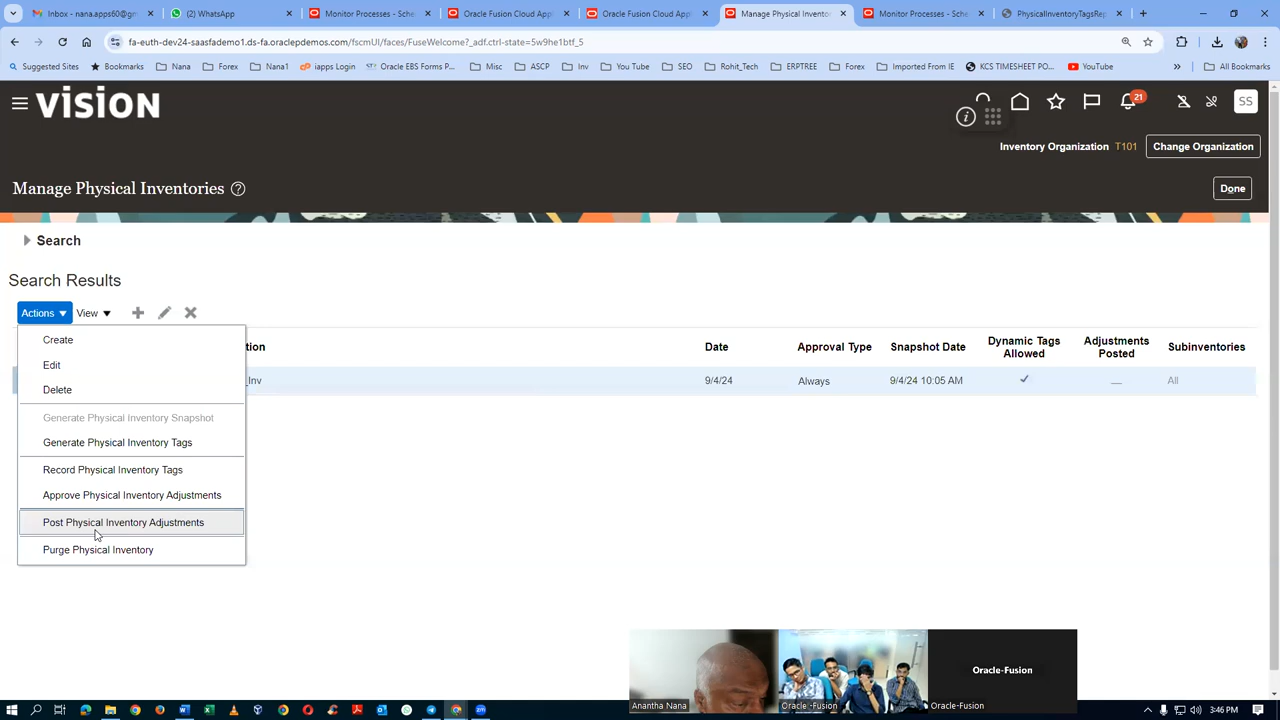 Inbox - nana.apps60@gm
(2) WhatsApp
Monitor Processes - Sche
Oracle Fusion Cloud Appl
Oracle Fusion Cloud Appl
Manage Physical Invento
Monitor Processes - Sche
PhysicalInventoryTagsRep
fa-euth-dev24-saasfademo1.ds-fa.oraclepdemos.com/fscmUI/faces/FuseWelcome?_adf.ctrl-state=5w9he1btf_5
Suggested Sites
Bookmarks
Nana
Forex
Nana1
iapps Login
Oracle EBS Forms P...
Misc
ASCP
Inv
You Tube
SEO
Rohit_Tech
ERPTREE
Forex
Imported From IE
KCS TIMESHEET PO...
YouTube
»
All Bookmarks
vision
21
SS
Inventory Organization T101 Change Organization
Manage Physical Inventories
Done
Search
Search Results
Actions View
Create
Edit
Delete
Generate Physical Inventory Snapshot
Generate Physical Inventory Tags
Record Physical Inventory Tags
Approve Physical Inventory Adjustments
Post Physical Inventory Adjustments
Purge Physical Inventory
tion
Date
Approval Type
Snapshot Date
Dynamic Tags
Allowed
Adjustments
Posted
Subinventories
_Inv
9/4/24
Always
9/4/24 10:05 AM
All
Oracle-Fusion
Anantha Nana
Oracle-Fusion
Oracle-Fusion
3:46 PM